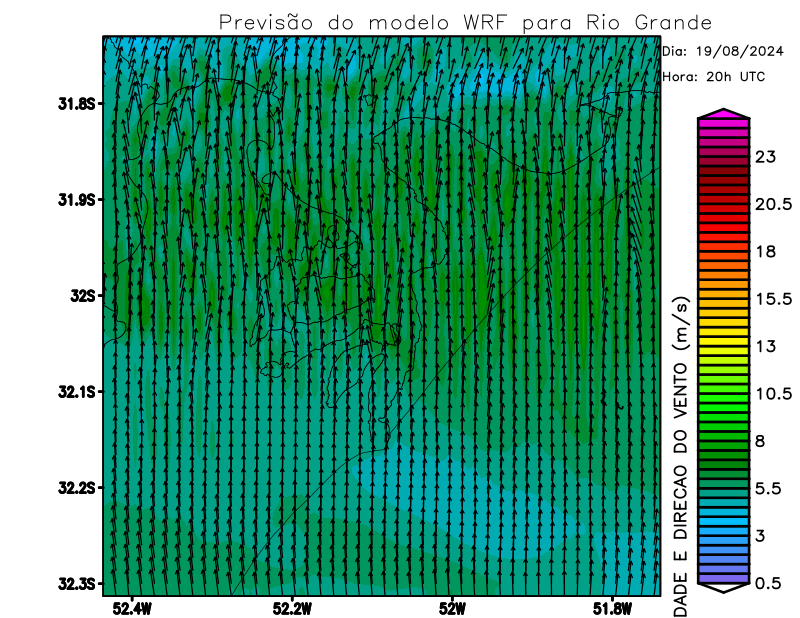 Previsão do modelo WRF para Rio Grande
Dia: 19/08/2024
Hora: 20h UTC
31.8S
31.9S
32S
32.1S
32.2S
32.3S
52.4W
52.2W
52W
51.8W
23
20.5
18
15.5
13
10.5
8
5.5
3
0.5
DADE E DIRECAO DO VENTO (m/s)